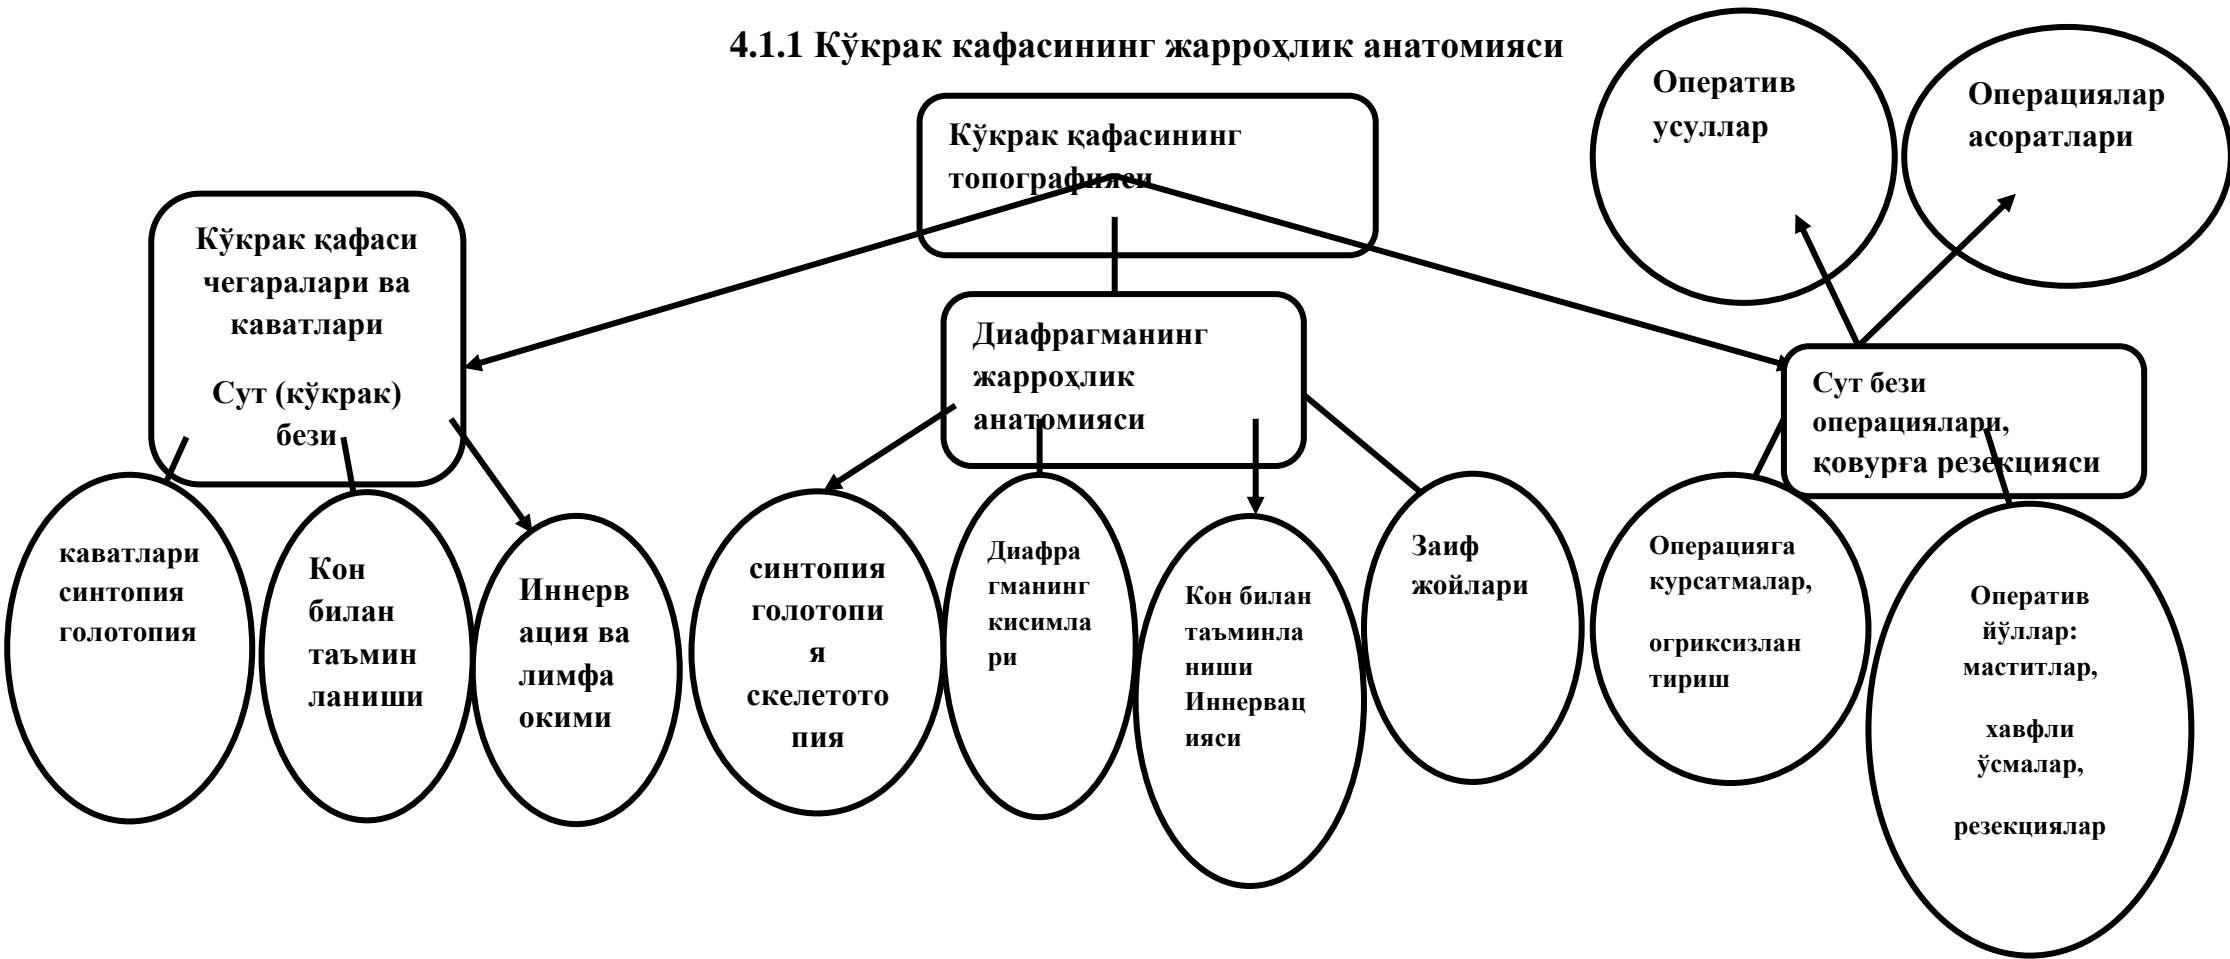 4.1.1 Кўкрак кафасининг жарроҳлик анатомияси
Оператив
усуллар
Операциялар
асоратлари
Кўкрак қафасининг
топографияси
Кўкрак қафаси
чегаралари ва
каватлари
Сут (кўкрак)
бези
Диафрагманинг
жарроҳлик
анатомияси
Сут бези
операциялари,
қовурға резекцияси
каватлари
синтопия
голотопия
Кон
билан
таъмин
ланиши
Иннерв
ация ва
лимфа
окими
синтопия
голотопи
я
скелетото
пия
Диафра
гманинг
кисимла
ри
Кон билан
таъминла
ниши
Иннервац
ияси
Заиф
жойлари
Операцияга
курсатмалар,
огриксизлан
тириш
Оператив
йўллар:
маститлар,
хавфли
ўсмалар,
резекциялар